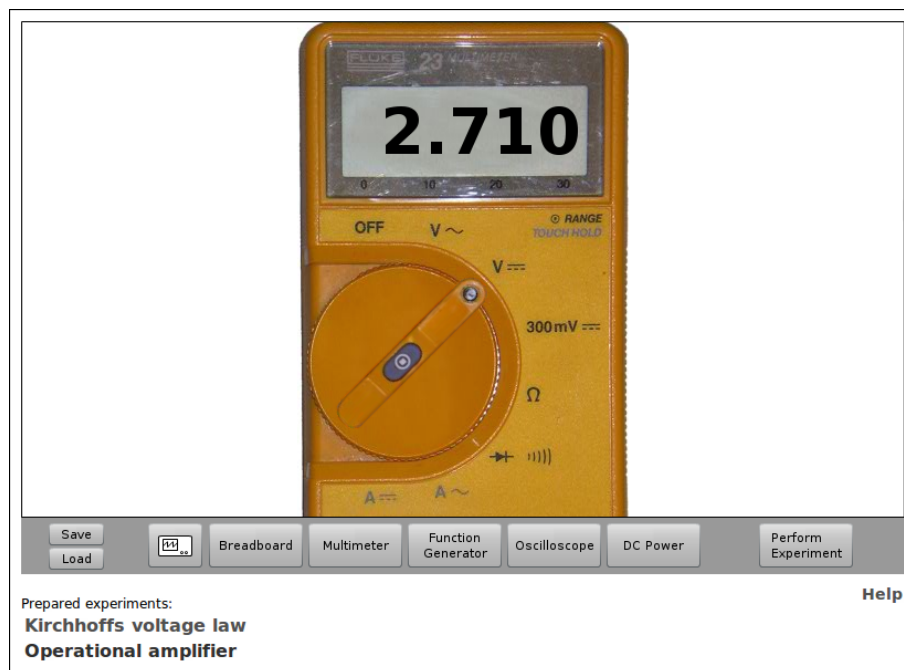 FLUKE 23 MULTIMETER
2.710
0 10 20 30
OFF V~ RANGE
TOUCH HOLD
V
300mV
Ω
A A~
Save
Load
Breadboard Multimeter Function Generator Oscilloscope DC Power Perform Experiment
Help
Prepared experiments:
Kirchhoffs voltage law
Operational amplifier